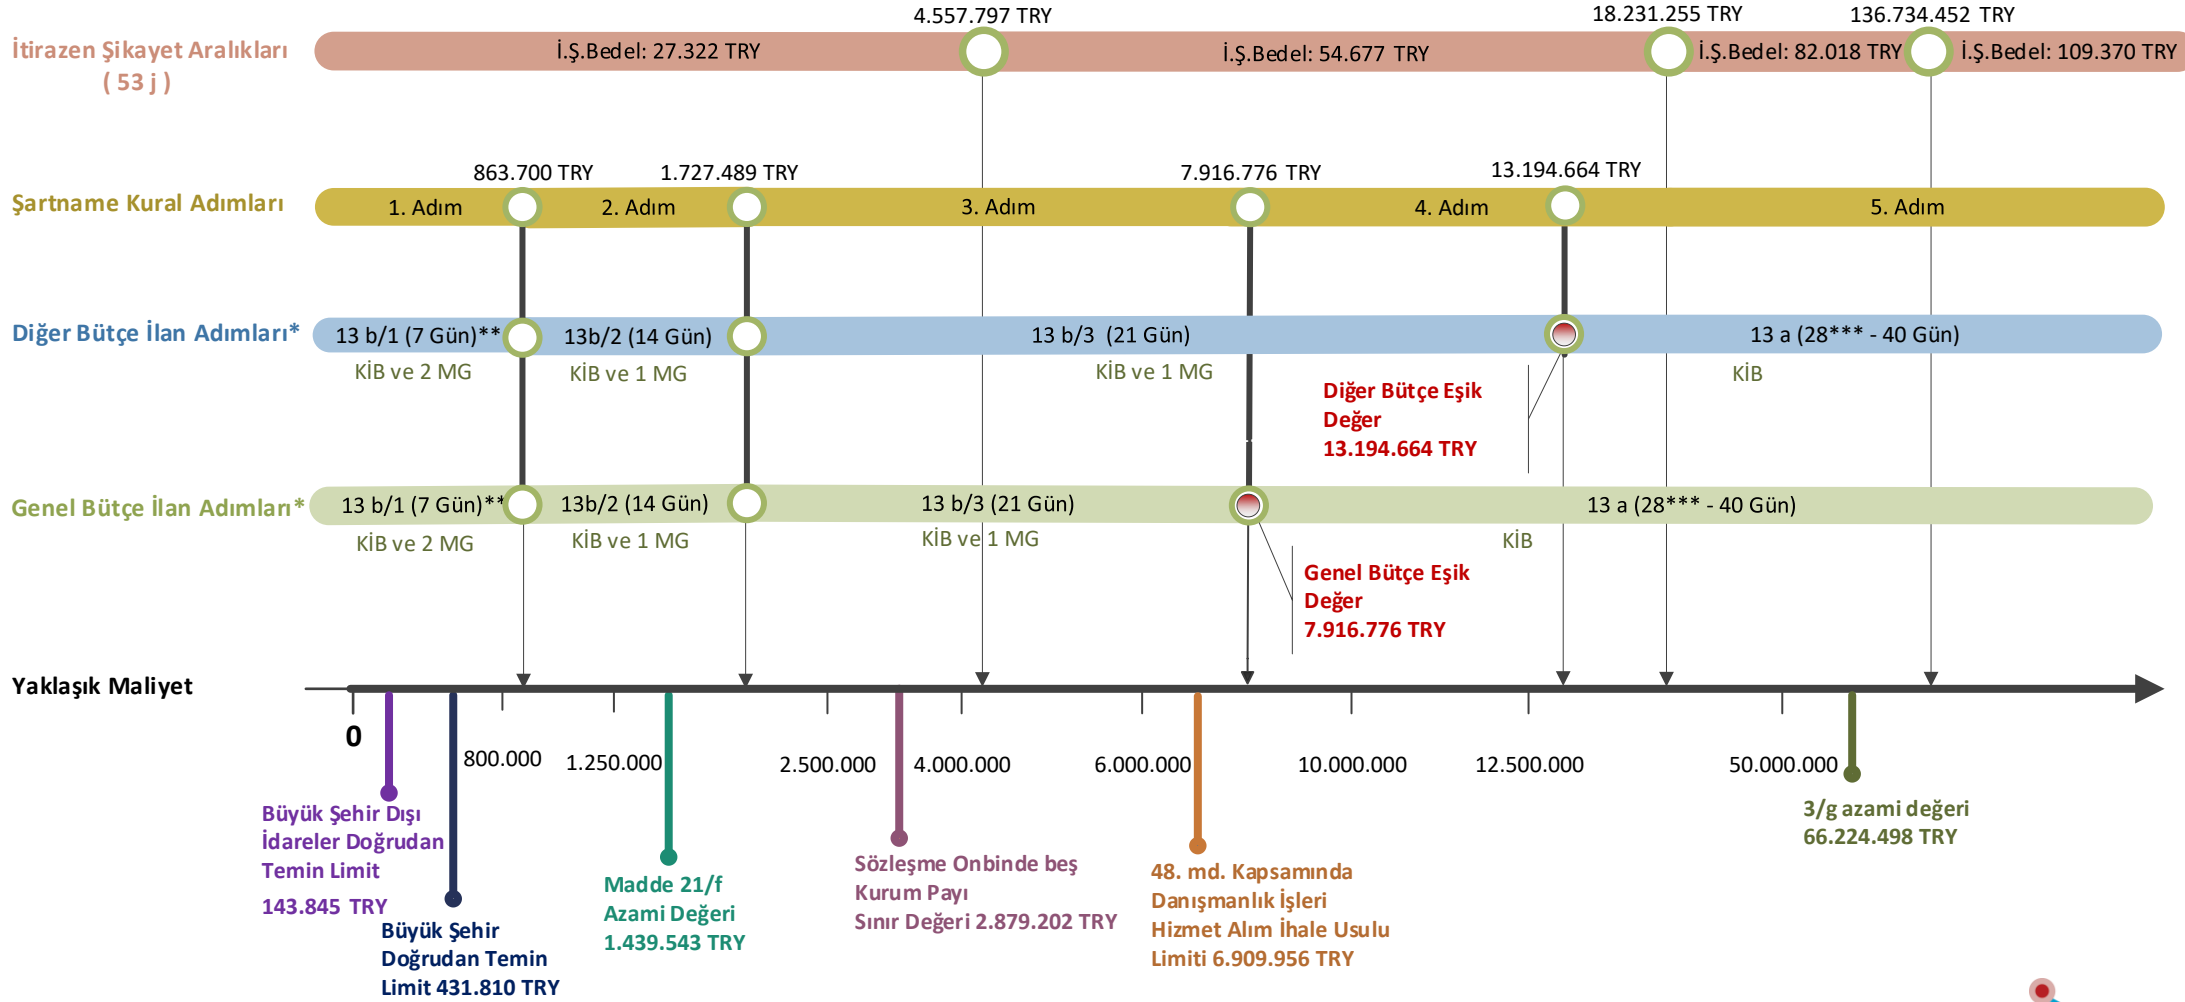 4.557.797 TRY
18.231.255 TRY
136.734.452 TRY
İtirazen Şikayet Aralıkları
( 53 j )
İ.Ş.Bedel: 27.322 TRY
İ.Ş.Bedel: 54.677 TRY
İ.Ş.Bedel: 82.018 TRY
İ.Ş.Bedel: 109.370 TRY
863.700 TRY
1.727.489 TRY
7.916.776 TRY
13.194.664 TRY
Şartname Kural Adımları
1. Adım
2. Adım
3. Adım
4. Adım
5. Adım
Diğer Bütçe İlan Adımları*
13 b/1 (7 Gün)**
13b/2 (14 Gün)
13 b/3 (21 Gün)
13 a (28*** - 40 Gün)
KİB ve 2 MG
KİB ve 1 MG
KİB ve 1 MG
KİB
Diğer Bütçe Eşik
Değer
13.194.664 TRY
Genel Bütçe İlan Adımları*
13 b/1 (7 Gün)**
13b/2 (14 Gün)
13 b/3 (21 Gün)
13 a (28*** - 40 Gün)
KİB ve 2 MG
KİB ve 1 MG
KİB ve 1 MG
KİB
Genel Bütçe Eşik
Değer
7.916.776 TRY
Yaklaşık Maliyet
0
800.000
1.250.000
2.500.000
4.000.000
6.000.000
10.000.000
12.500.000
50.000.000
Büyük Şehir Dışı
İdareler Doğrudan
Temin Limit
143.845 TRY
Büyük Şehir
Doğrudan Temin
Limit 431.810 TRY
Madde 21/f
Azami Değeri
1.439.543 TRY
Sözleşme Onbinde beş
Kurum Payı
Sınır Değeri 2.879.202 TRY
48. md. Kapsamında
Danışmanlık İşleri
Hizmet Alım İhale Usulu
Limiti 6.909.956 TRY
3/g azami değeri
66.224.498 TRY